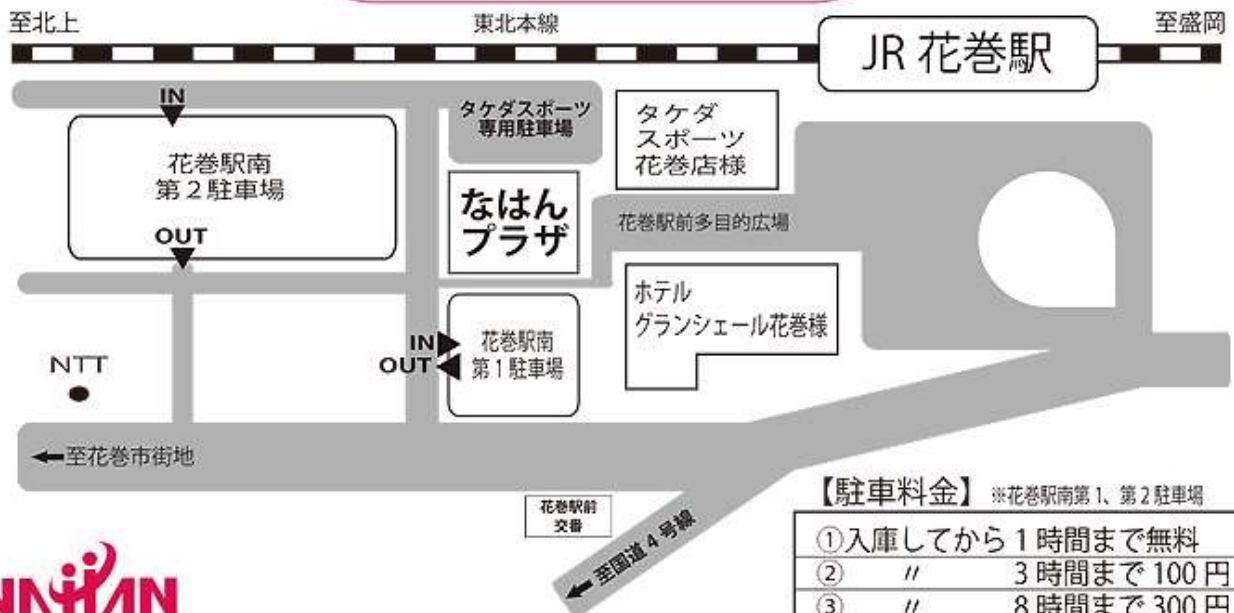 至北上
東北本線
JR 花巻駅
至盛岡
IN
花巻駅南
第２駐車場
OUT
タケダスポーツ
専用駐車場
タケダ
スポーツ
花巻店様
なはん
プラザ
花巻駅前多目的広場
ホテル
グランシェール花巻様
IN
OUT
花巻駅南
第１駐車場
NTT
←至花巻市街地
花巻駅前
交番
←至国道４号線
【駐車料金】 ※花巻駅南第１、第２駐車場
①入庫してから１時間まで無料
② 〃 ３時間まで 100 円
③ 〃 ８時間まで 300 円
NAHAN